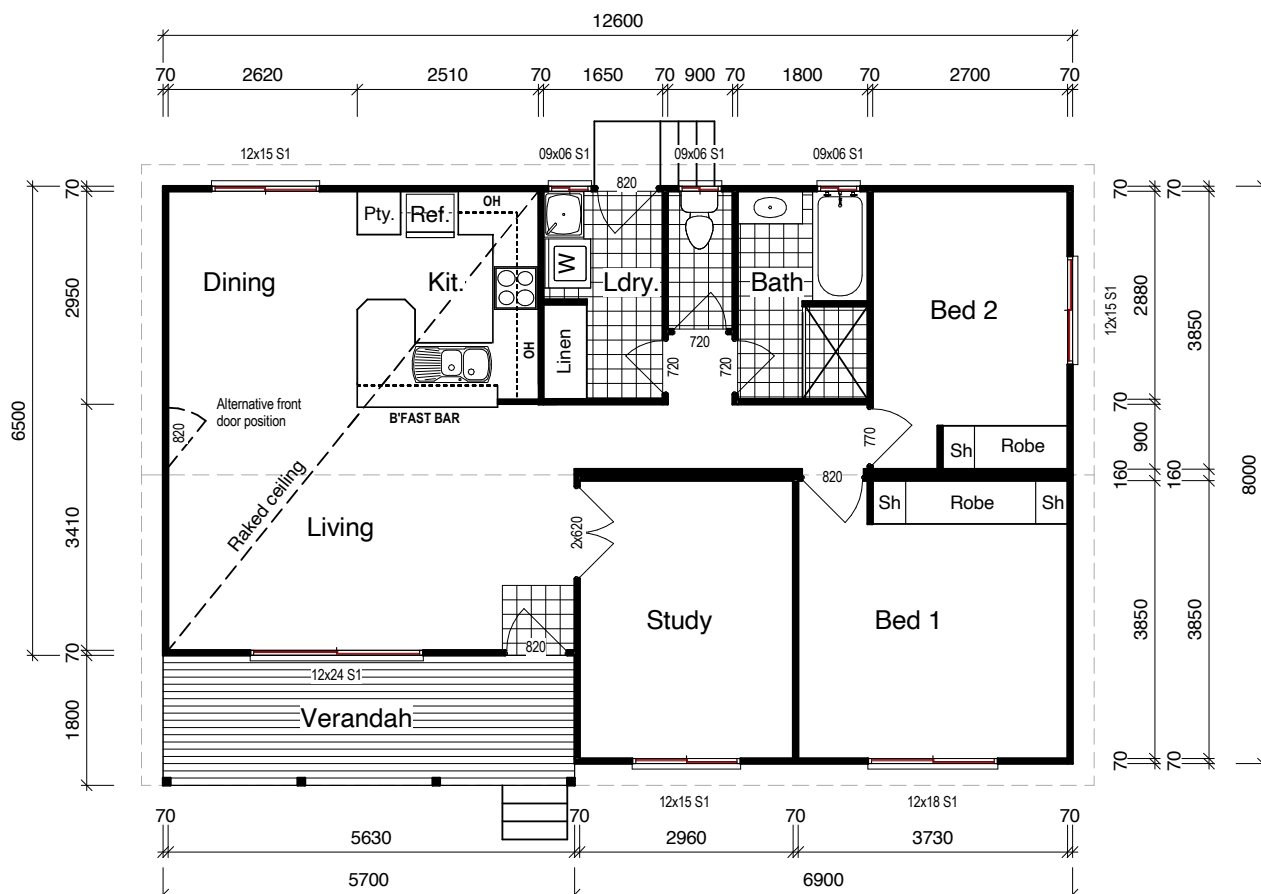 12600
70 2620 2510 70 1650 70 900 70 1800 70 2700 70
12x15 S1 09x06 S1 09x06 S1 09x06 S1
820
Pty. Ref. OH
W
Dining Kit. Ldry. Bath Bed 2
12x15 S1
OH
Linen
720 720 720
Alternative front
door position
820
B'FAST BAR
770
Sh Robe
820
Sh Robe Sh
Raked ceiling
Living
2x620
Study Bed 1
820
12x24 S1
Verandah
12x15 S1 12x18 S1
70 2950 3410 70 1800
6500
70 2880 70 900 160 3850 70
70 3850 160 3850 70
8000
70 5630 70 2960 70 3730 70
5700 6900